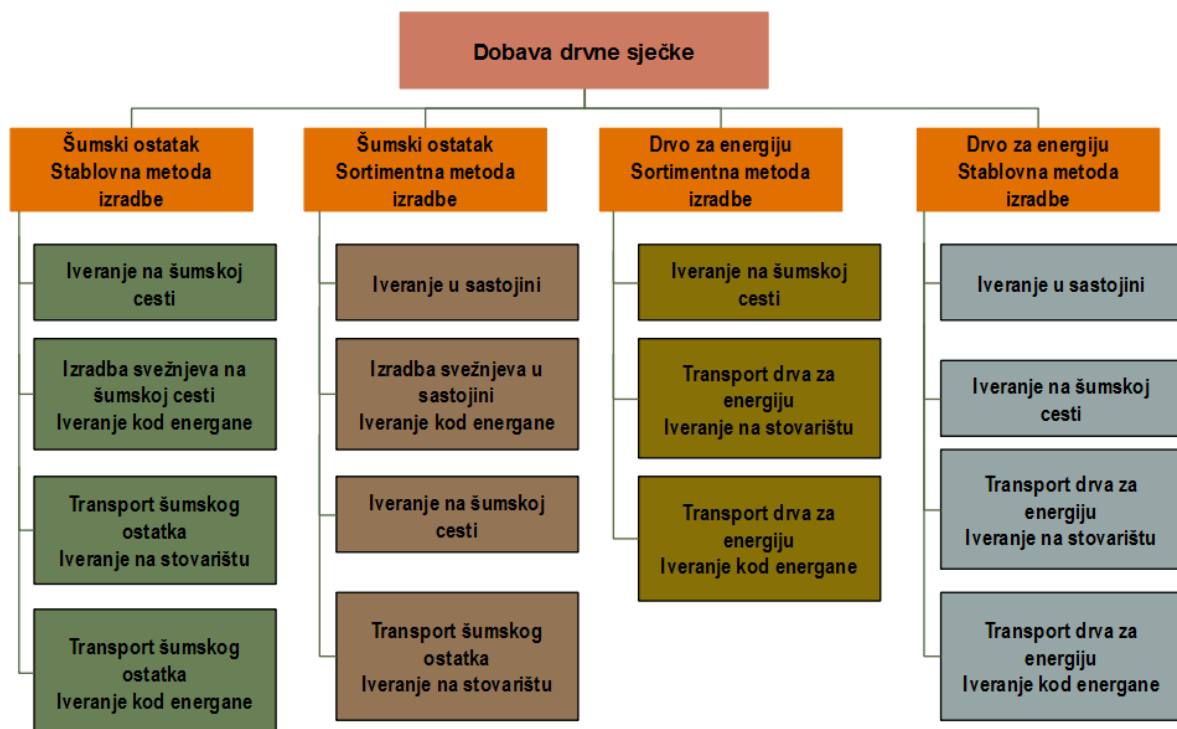 Dobava drvne sječke
Šumski ostatak
Stablovna metoda
izradbe
Iveranje na šumskoj
cesti
Izradba svežnjeva na
šumskoj cesti
Iveranje kod energane
Transport šumskog
ostatka
Iveranje na stovarištu
Transport šumskog
ostatka
Iveranje kod energane
Šumski ostatak
Sortimentna metoda
izradbe
Iveranje u sastojini
Izradba svežnjeva u
sastojini
Iveranje kod energane
Iveranje na šumskoj
cesti
Transport šumskog
ostatka
Iveranje na stovarištu
Drvo za energiju
Sortimentna metoda
izradbe
Iveranje na šumskoj
cesti
Transport drva za
energiju
Iveranje na stovarištu
Transport drva za
energiju
Iveranje kod energane
Drvo za energiju
Stablovna metoda
izradbe
Iveranje u sastojini
Iveranje na šumskoj
cesti
Transport drva za
energiju
Iveranje na stovarištu
Transport drva za
energiju
Iveranje kod energane